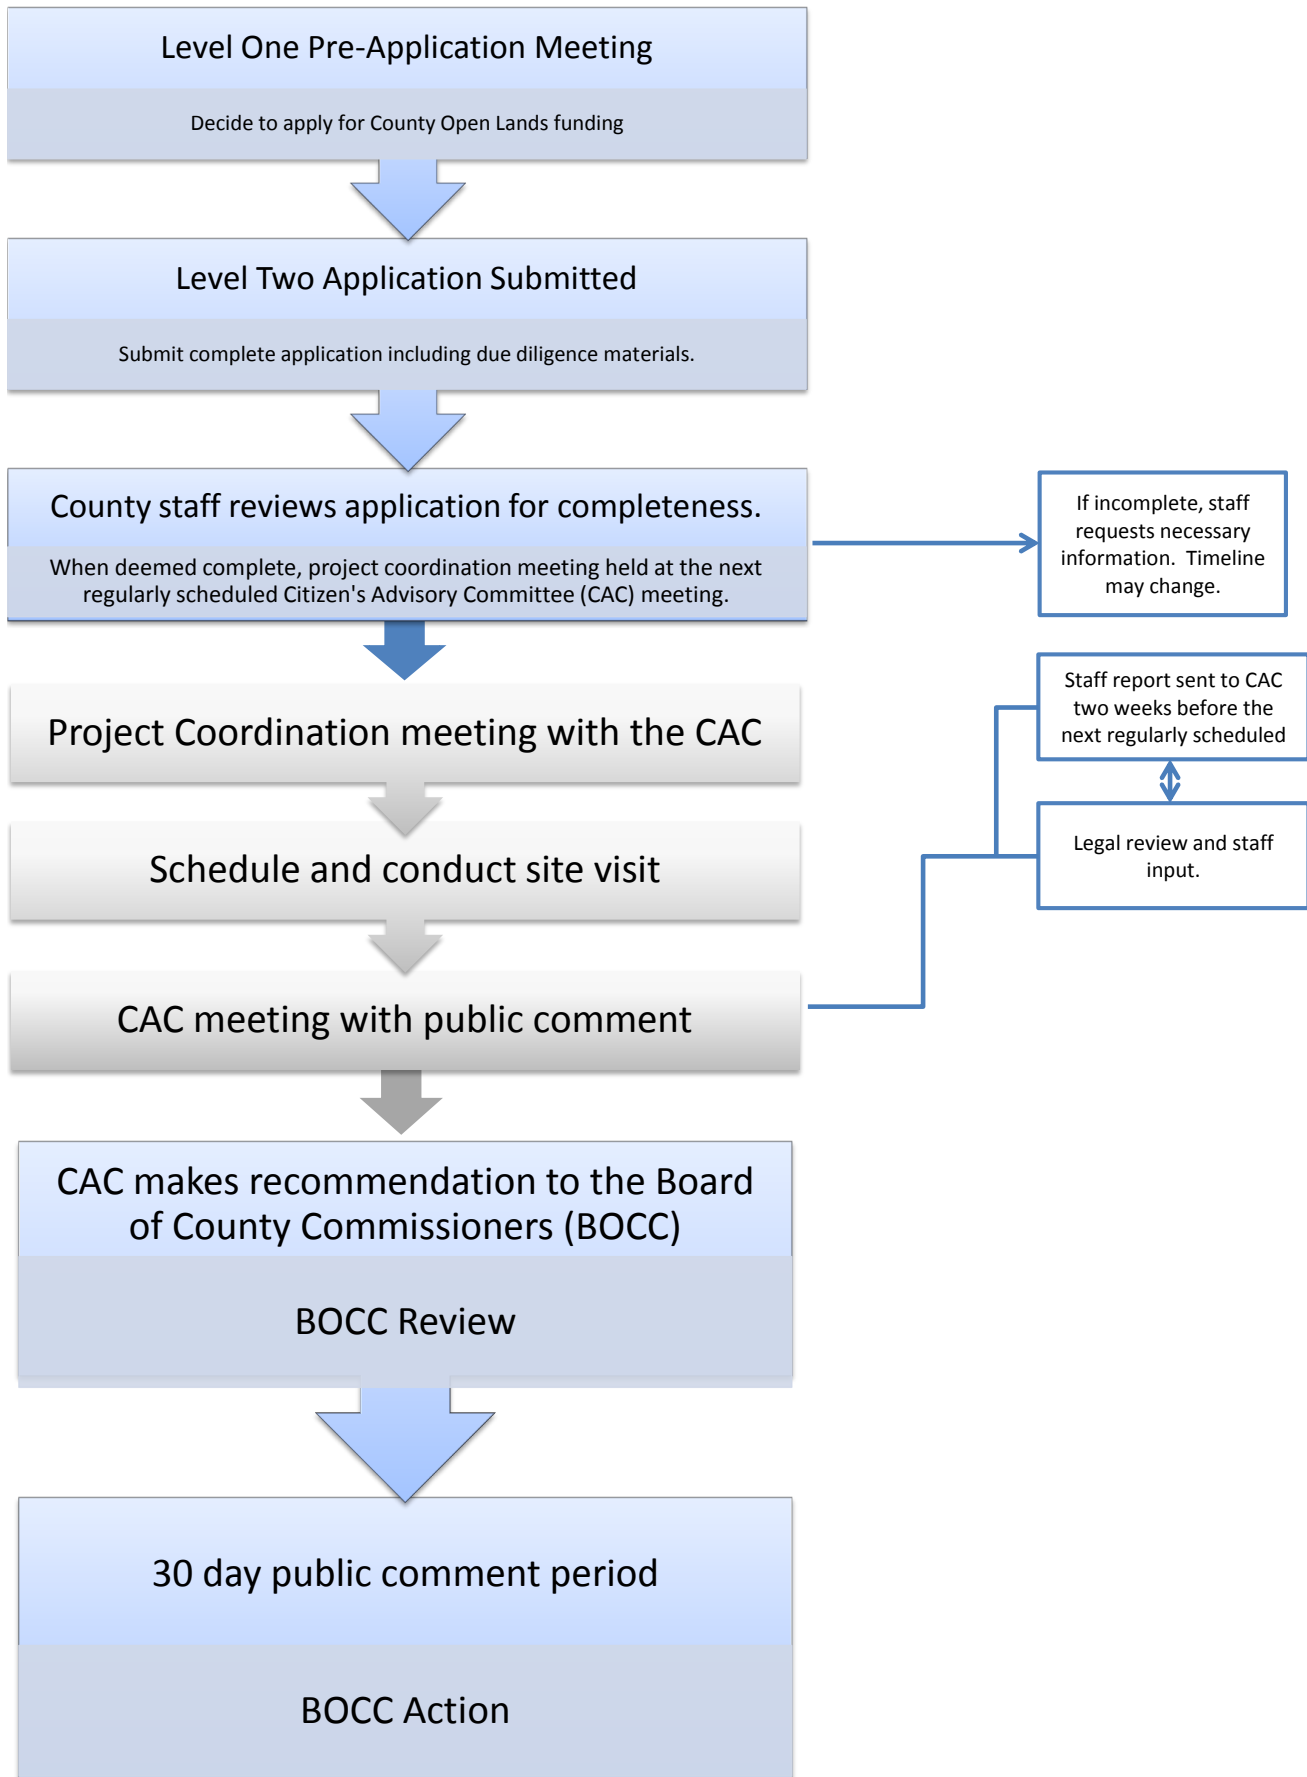 Level One Pre-Application Meeting
Decide to apply for County Open Lands funding
Level Two Application Submitted
Submit complete application including due diligence materials.
County staff reviews application for completeness.
When deemed complete, project coordination meeting held at the next
regularly scheduled Citizen's Advisory Committee (CAC) meeting.
If incomplete, staff
requests necessary
information.  Timeline
may change.
Project Coordination meeting with the CAC
Schedule and conduct site visit
CAC meeting with public comment
Staff report sent to CAC
two weeks before the
next regularly scheduled
Legal review and staff
input.
CAC makes recommendation to the Board
of County Commissioners (BOCC)
BOCC Review
30 day public comment period
BOCC Action